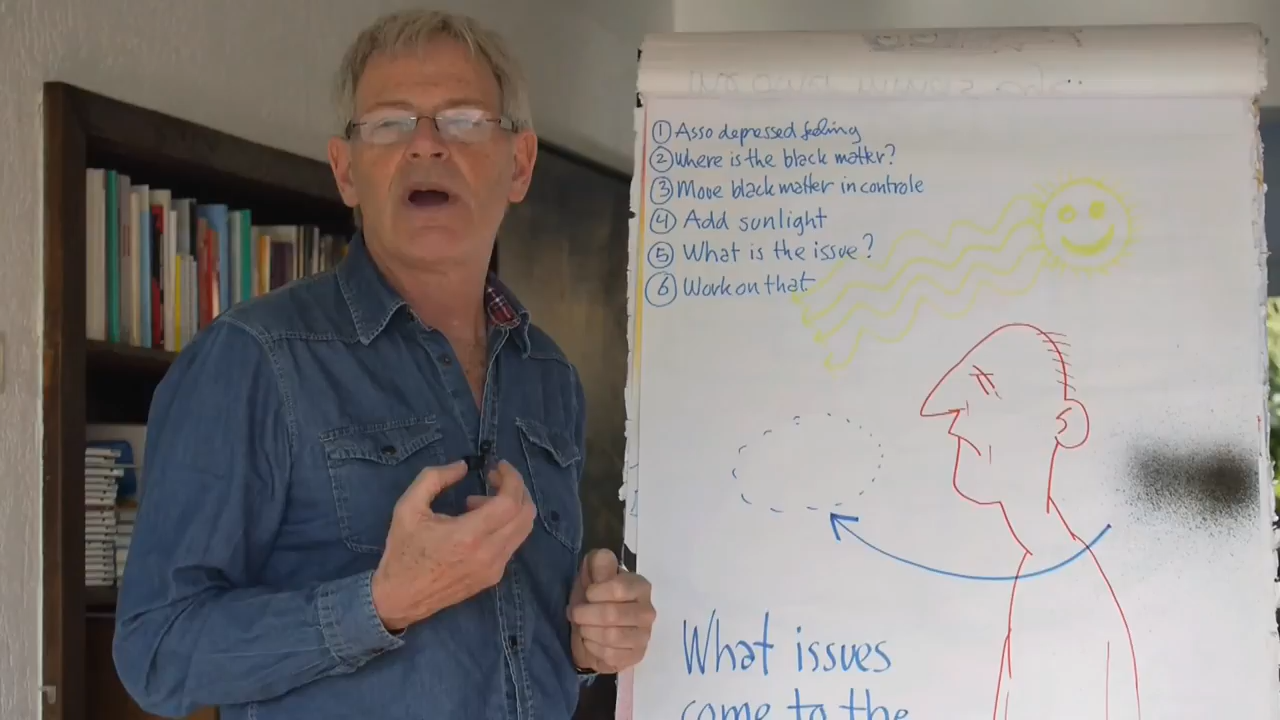 ① Asso depressed feeling
② Where is the black matter?
③ Move black matter in controle
④ Add sunlight
⑤ What is the issue?
⑥ Work on that
What issues
come to the